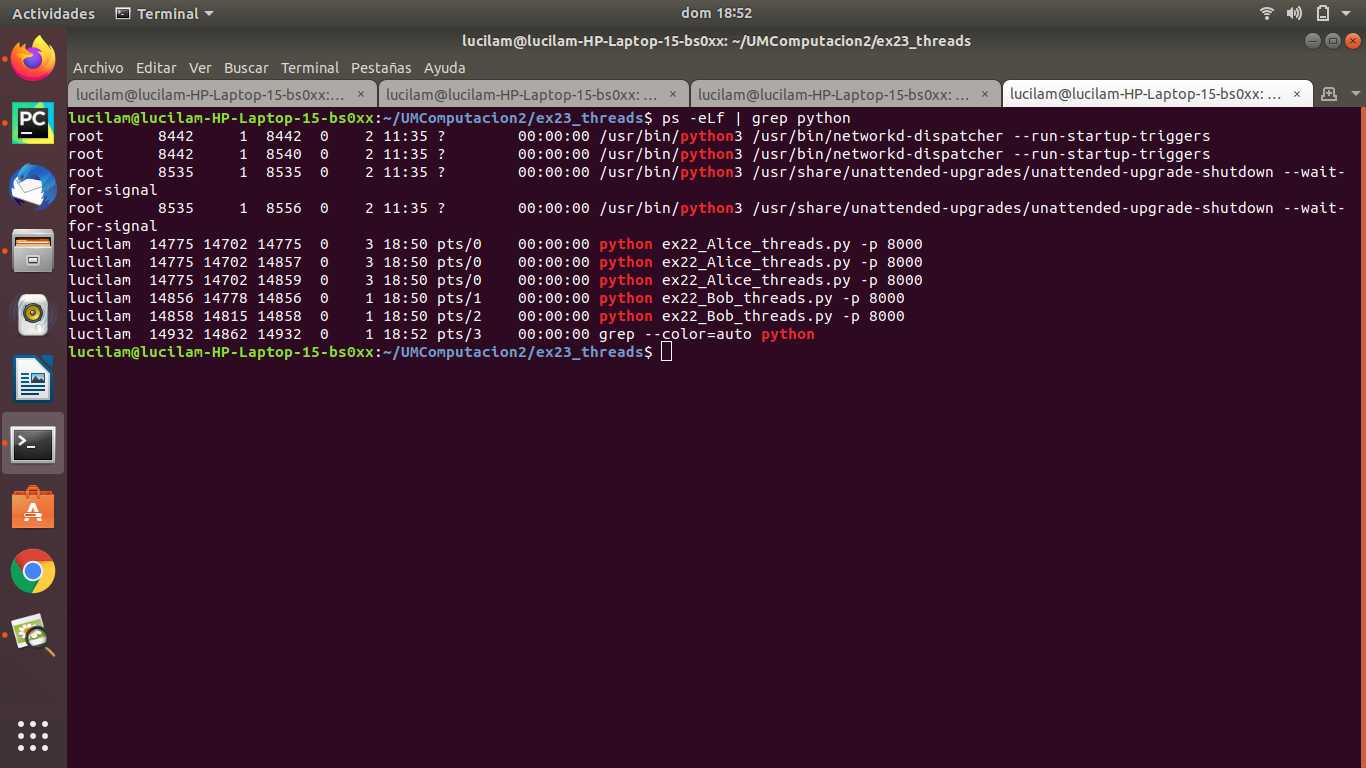 Actividades Terminal dom 18:52
lucilam@lucilam-HP-Laptop-15-bs0xx: ~/UMComputacion2/ex23_threads
Archivo Editar Ver Buscar Terminal Pestañas Ayuda
lucilam@lucilam-HP-Laptop-15-bs0xx:... × lucilam@lucilam-HP-Laptop-15-bs0xx: ... × lucilam@lucilam-HP-Laptop-15-bs0xx: ... × lucilam@lucilam-HP-Laptop-15-bs0xx: ... ×
lucilam@lucilam-HP-Laptop-15-bs0xx:~/UMComputacion2/ex23_threads$ ps -eLf | grep python
root      8442     1  8442  0    2 11:35 ?        00:00:00 /usr/bin/python3 /usr/bin/networkd-dispatcher --run-startup-triggers
root      8442     1  8540  0    2 11:35 ?        00:00:00 /usr/bin/python3 /usr/bin/networkd-dispatcher --run-startup-triggers
root      8535     1  8535  0    2 11:35 ?        00:00:00 /usr/bin/python3 /usr/share/unattended-upgrades/unattended-upgrade-shutdown --wait-
for-signal
root      8535     1  8556  0    2 11:35 ?        00:00:00 /usr/bin/python3 /usr/share/unattended-upgrades/unattended-upgrade-shutdown --wait-
for-signal
lucilam  14775 14702 14775  0    3 18:50 pts/0    00:00:00 python ex22_Alice_threads.py -p 8000
lucilam  14775 14702 14857  0    3 18:50 pts/0    00:00:00 python ex22_Alice_threads.py -p 8000
lucilam  14775 14702 14859  0    3 18:50 pts/0    00:00:00 python ex22_Alice_threads.py -p 8000
lucilam  14856 14778 14856  0    1 18:50 pts/1    00:00:00 python ex22_Bob_threads.py -p 8000
lucilam  14858 14815 14858  0    1 18:50 pts/2    00:00:00 python ex22_Bob_threads.py -p 8000
lucilam  14932 14862 14932  0    1 18:52 pts/3    00:00:00 grep --color=auto python
lucilam@lucilam-HP-Laptop-15-bs0xx:~/UMComputacion2/ex23_threads$
PC